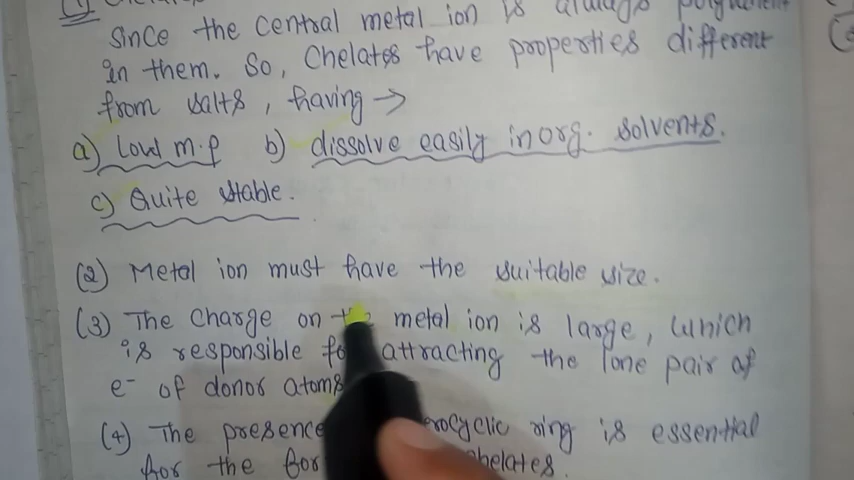 since the central metal ion is always
in them. So, Chelates have properties different
from salts, having →
a) Low m.p b) dissolve easily in org. solvents.
c) Quite stable.
(2) Metal ion must have the suitable size.
(3) The charge on the metal ion is large, which
is responsible for attracting the lone pair of
e⁻ of donor atoms
(4) The presence ring is essential
for the chelates.